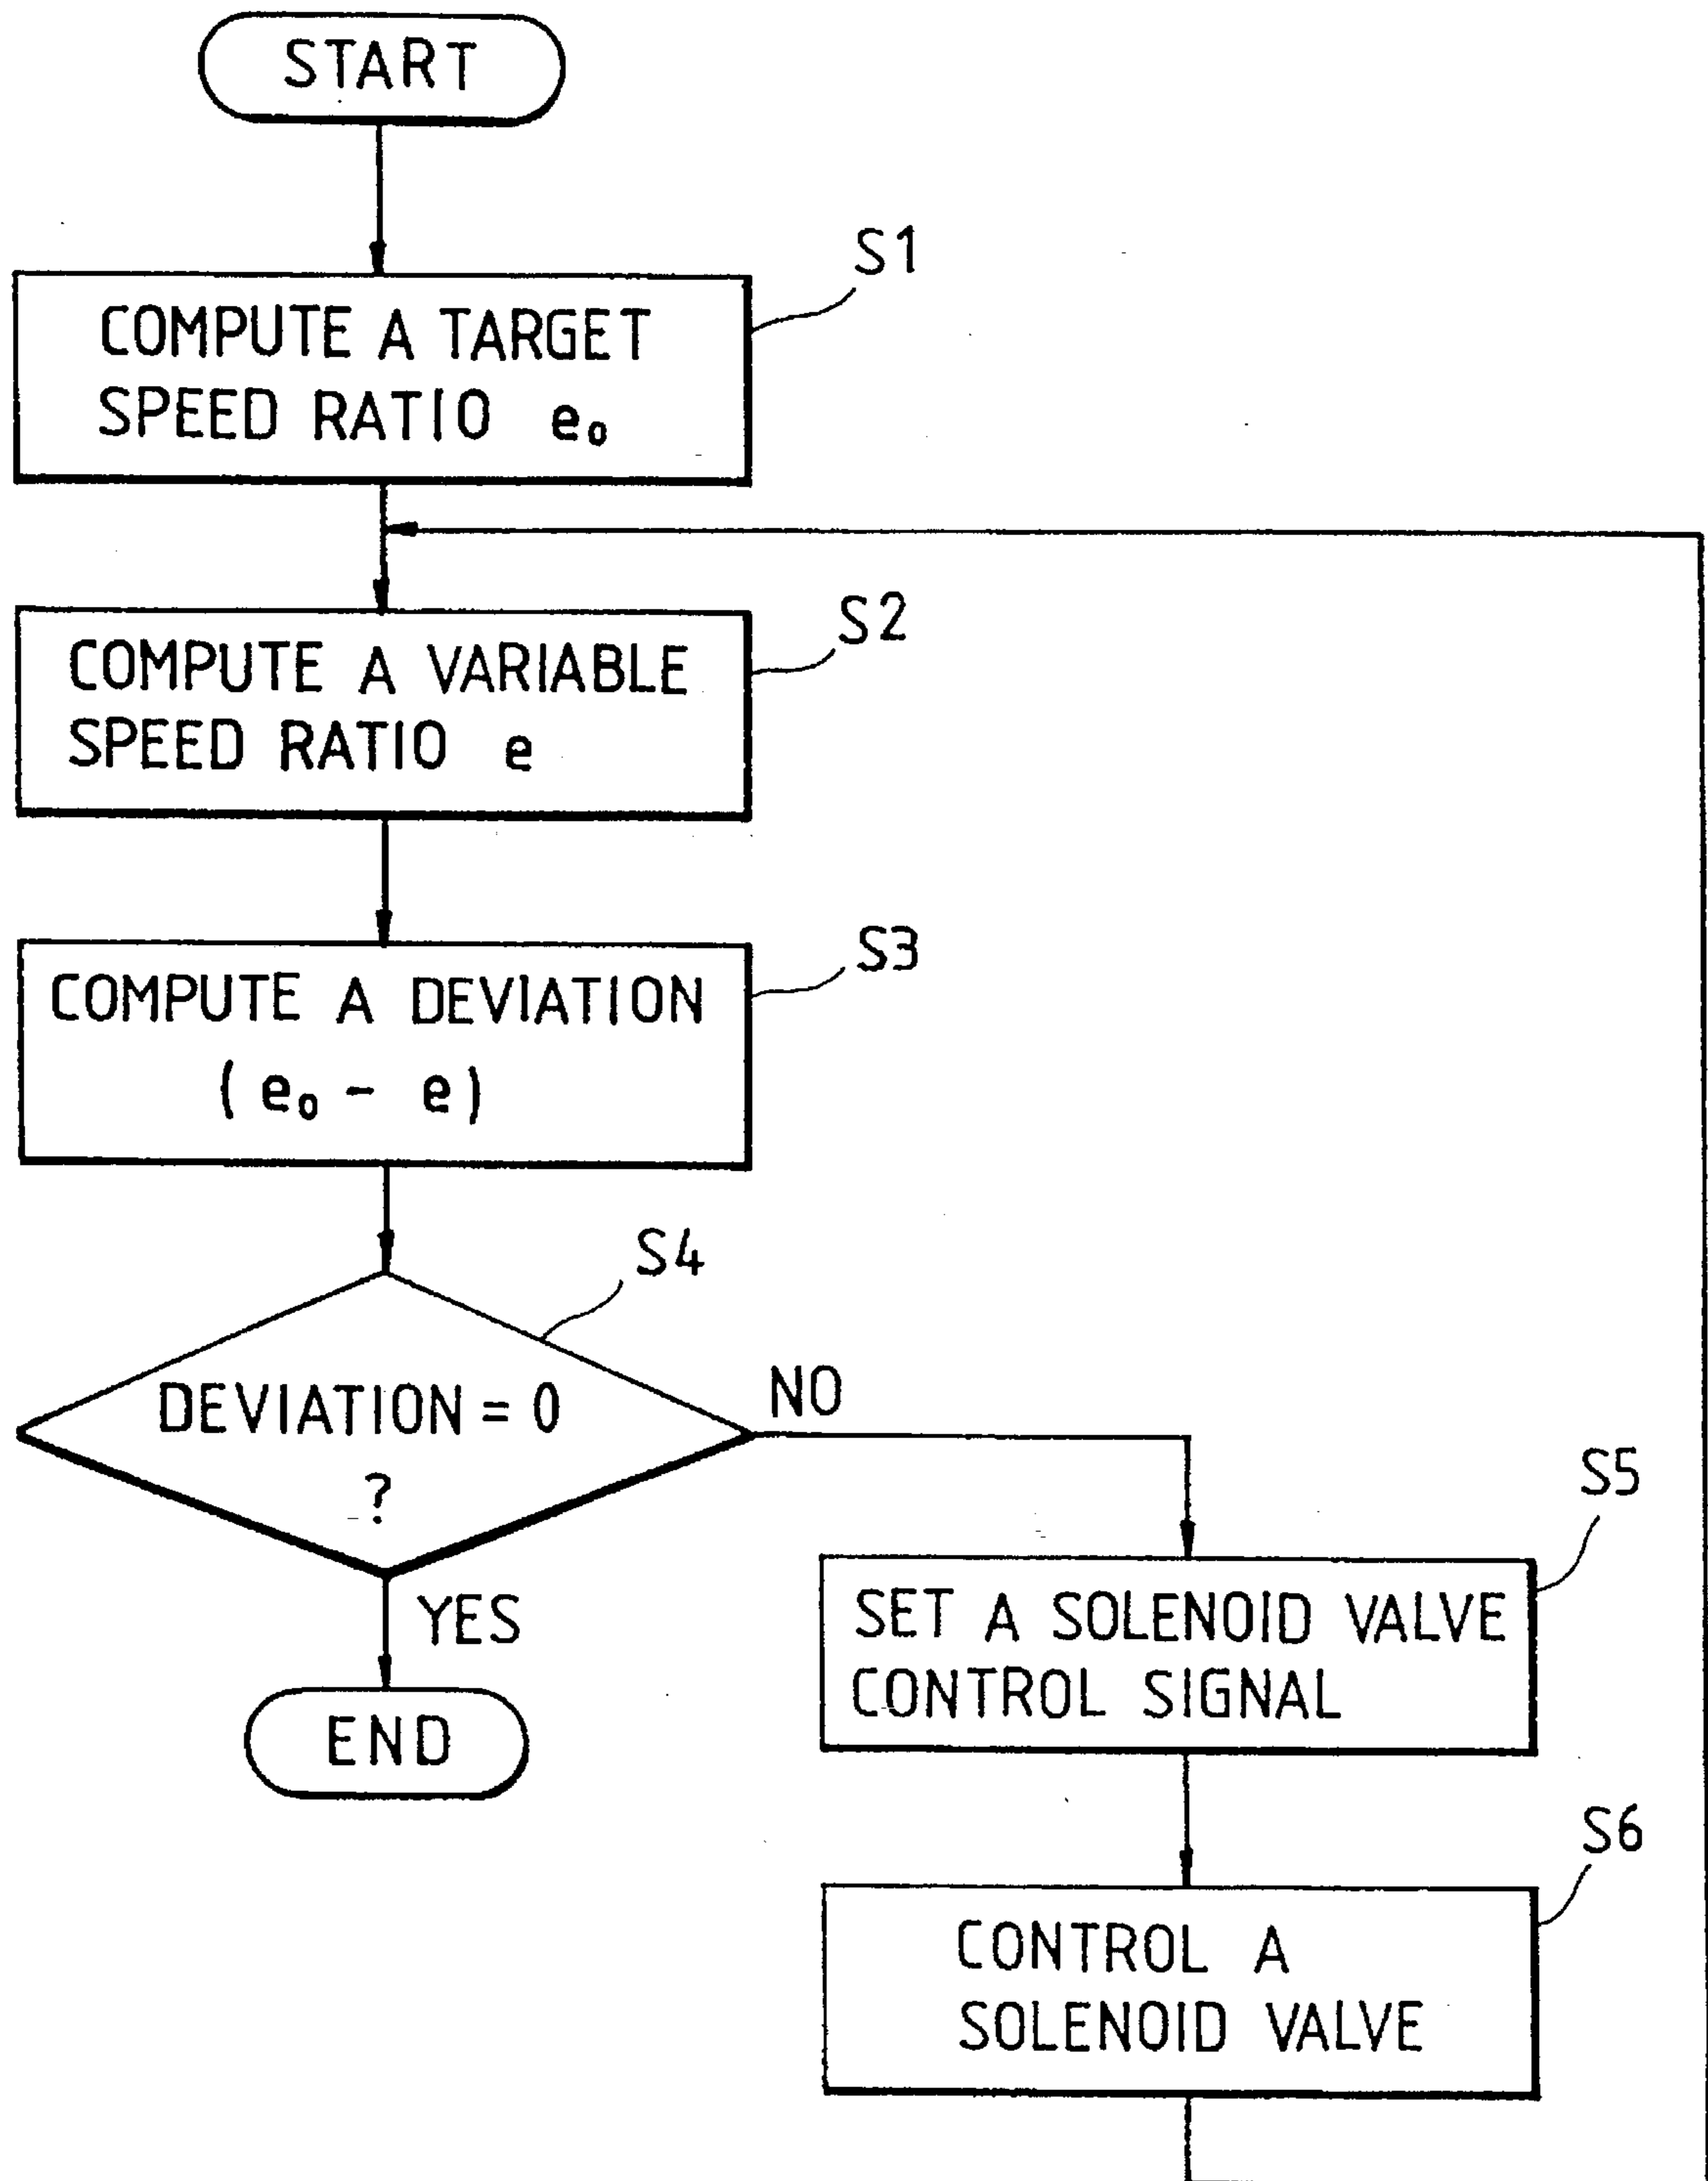 START
S1
COMPUTE A TARGET
SPEED RATIO e₀
S2
COMPUTE A VARIABLE
SPEED RATIO e
S3
COMPUTE A DEVIATION
(e₀ - e)
S4
DEVIATION = 0
?
NO
YES
END
S5
SET A SOLENOID VALVE
CONTROL SIGNAL
S6
CONTROL A
SOLENOID VALVE